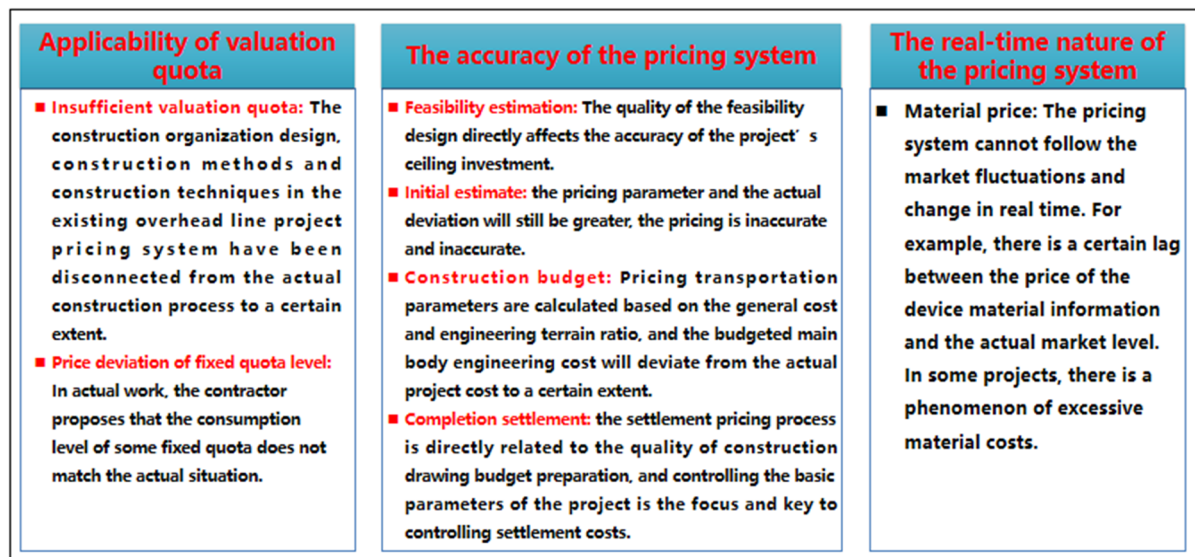 Applicability of valuation
quota
■ Insufficient valuation quota: The
construction organization design,
construction methods and
construction techniques in the
existing overhead line project
pricing system have been
disconnected from the actual
construction process to a certain
extent.
■ Price deviation of fixed quota level:
In actual work, the contractor
proposes that the consumption
level of some fixed quota does not
match the actual situation.
The accuracy of the pricing system
■ Feasibility estimation: The quality of the feasibility
design directly affects the accuracy of the project's
ceiling investment.
■ Initial estimate: the pricing parameter and the actual
deviation will still be greater, the pricing is inaccurate
and inaccurate.
■ Construction budget: Pricing transportation
parameters are calculated based on the general cost
and engineering terrain ratio, and the budgeted main
body engineering cost will deviate from the actual
project cost to a certain extent.
■ Completion settlement: the settlement pricing process
is directly related to the quality of construction
drawing budget preparation, and controlling the basic
parameters of the project is the focus and key to
controlling settlement costs.
The real-time nature of
the pricing system
■ Material price: The pricing
system cannot follow the
market fluctuations and
change in real time. For
example, there is a certain lag
between the price of the
device material information
and the actual market level.
In some projects, there is a
phenomenon of excessive
material costs.